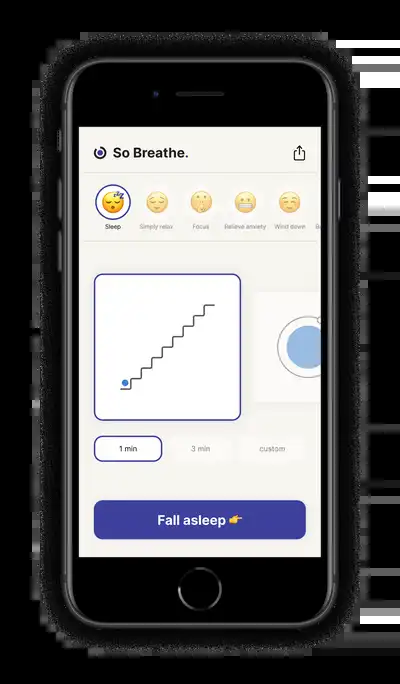 So Breathe.
Sleep Simply relax Focus Relieve anxiety Wind down
1 min 3 min custom
Fall asleep 👉